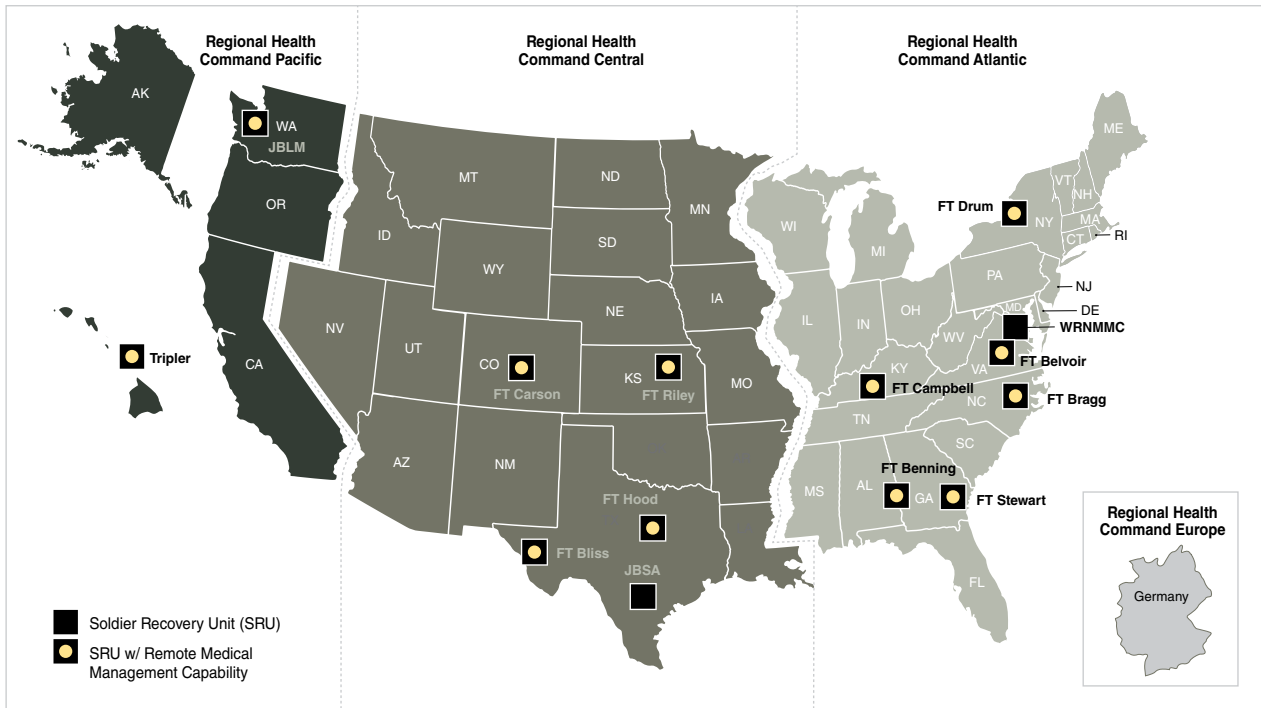 Regional Health
Command Pacific
Regional Health
Command Central
Regional Health
Command Atlantic
AK
WA
JBLM
OR
CA
Tripler
MT
ND
MN
ID
SD
WY
IA
NE
NV
UT
CO
FT Carson
KS
FT Riley
MO
AZ
NM
FT Hood
FT Bliss
JBSA
ME
VT
NH
FT Drum
NY
MA
CT
RI
WI
MI
PA
NJ
IL
IN
OH
MD
DE
WRNMMC
WV
VA
FT Belvoir
KY
FT Campbell
NC
FT Bragg
TN
SC
FT Benning
MS
AL
GA
FT Stewart
FL
Regional Health
Command Europe
Germany
Soldier Recovery Unit (SRU)
SRU w/ Remote Medical
Management Capability